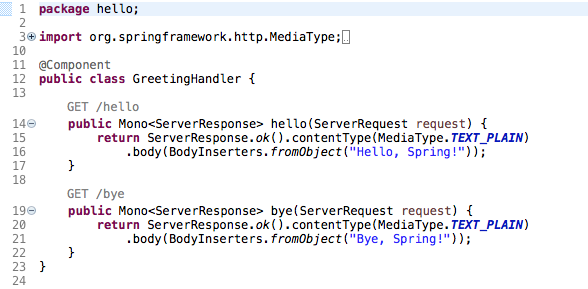 1 package hello;
2
3 import org.springframework.http.MediaType;
10
11 @Component
12 public class GreetingHandler {
13
GET /hello
14 public Mono<ServerResponse> hello(ServerRequest request) {
15 return ServerResponse.ok().contentType(MediaType.TEXT_PLAIN)
16 .body(BodyInserters.fromObject("Hello, Spring!"));
17 }
18
GET /bye
19 public Mono<ServerResponse> bye(ServerRequest request) {
20 return ServerResponse.ok().contentType(MediaType.TEXT_PLAIN)
21 .body(BodyInserters.fromObject("Bye, Spring!"));
22 }
23 }
24